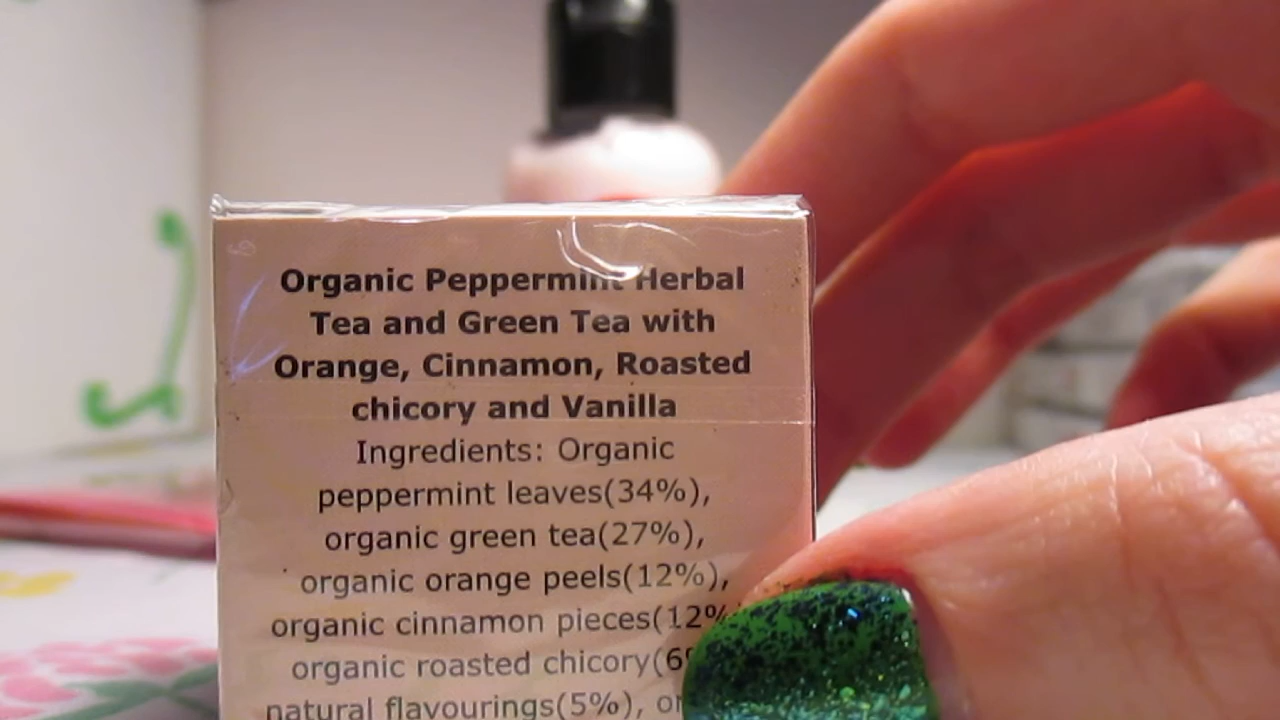 Organic Peppermint Herbal
Tea and Green Tea with
Orange, Cinnamon, Roasted
chicory and Vanilla
Ingredients: Organic
peppermint leaves(34%),
organic green tea(27%),
organic orange peels(12%),
organic cinnamon pieces(12%
organic roasted chicory(6
natural flavourings(5%),